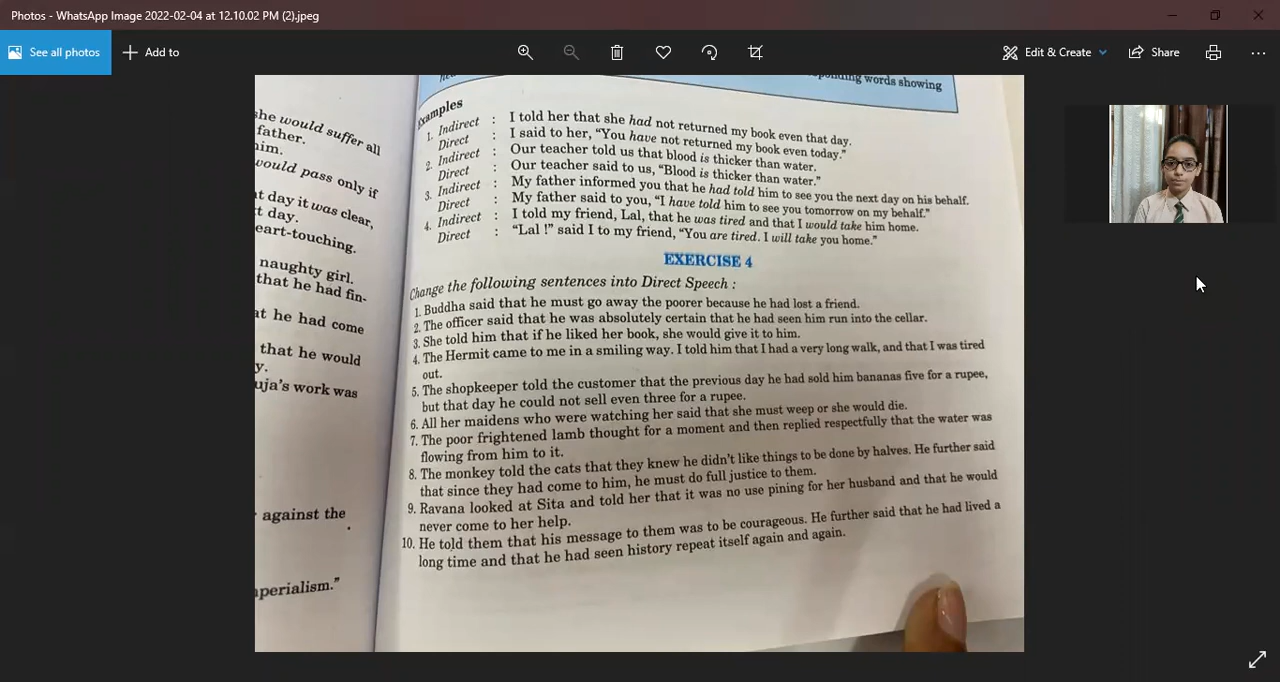 Photos - WhatsApp Image 2022-02-04 at 12.10.02 PM (2).jpeg
See all photos
Add to
Edit & Create
Share
she would suffer all
father.
him.
would pass only if
at day it was clear,
xt day.
eart-touching.
naughty girl.
that he had fin-
at he had come
that he would
y.
uja's work was
against the
perialism."
words showing
Examples
1. Indirect : I told her that she had not returned my book even that day.
Direct : I said to her, "You have not returned my book even today."
2. Indirect : Our teacher told us that blood is thicker than water.
Direct : Our teacher said to us, "Blood is thicker than water."
3. Indirect : My father informed you that he had told him to see you the next day on his behalf.
Direct : My father said to you, "I have told him to see you tomorrow on my behalf."
4. Indirect : I told my friend, Lal, that he was tired and that I would take him home.
Direct : "Lal !" said I to my friend, "You are tired. I will take you home."
EXERCISE 4
Change the following sentences into Direct Speech :
1. Buddha said that he must go away the poorer because he had lost a friend.
2. The officer said that he was absolutely certain that he had seen him run into the cellar.
3. She told him that if he liked her book, she would give it to him.
4. The Hermit came to me in a smiling way. I told him that I had a very long walk, and that I was tired
out.
5. The shopkeeper told the customer that the previous day he had sold him bananas five for a rupee,
but that day he could not sell even three for a rupee.
6. All her maidens who were watching her said that she must weep or she would die.
7. The poor frightened lamb thought for a moment and then replied respectfully that the water was
flowing from him to it.
8. The monkey told the cats that they knew he didn't like things to be done by halves. He further said
that since they had come to him, he must do full justice to them.
9. Ravana looked at Sita and told her that it was no use pining for her husband and that he would
never come to her help.
10. He told them that his message to them was to be courageous. He further said that he had lived a
long time and that he had seen history repeat itself again and again.